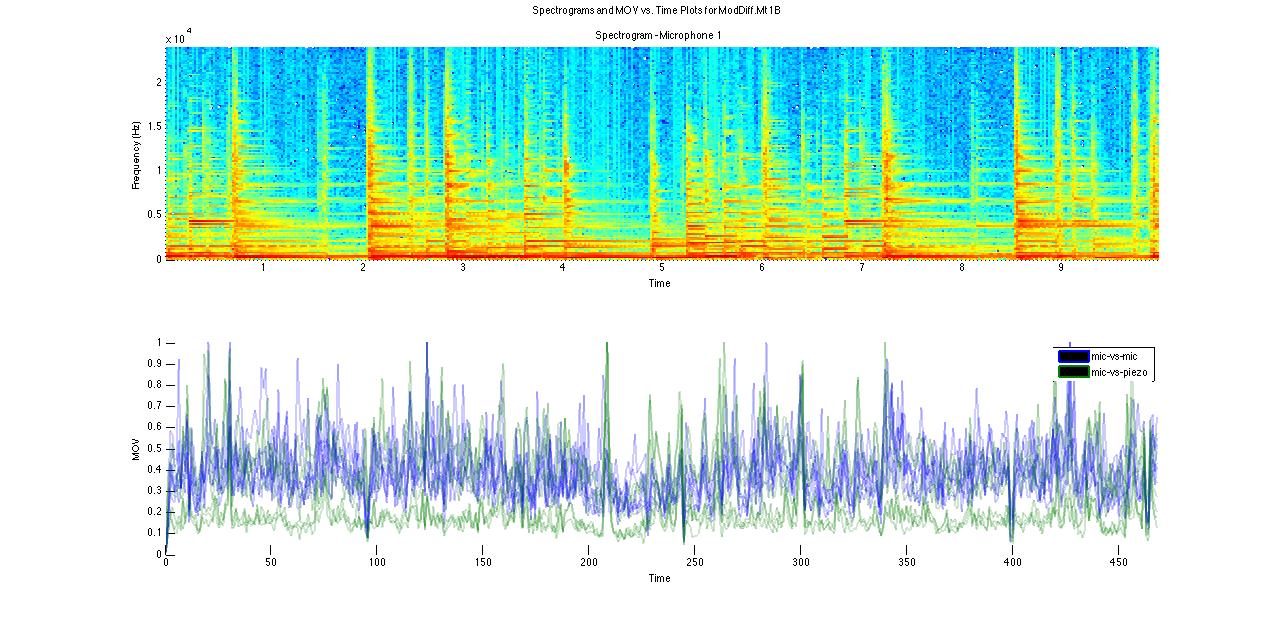 Spectrograms and MOV vs. Time Plots for ModDiff.Mt1B
Spectrogram - Microphone 1
x 10^4
2
1.5
1
0.5
0
Frequency (Hz)
1 2 3 4 5 6 7 8 9
Time
1
0.9
0.8
0.7
0.6
0.5
0.4
0.3
0.2
0.1
0
MOV
mic-vs-mic
mic-vs-piezo
0 50 100 150 200 250 300 350 400 450
Time